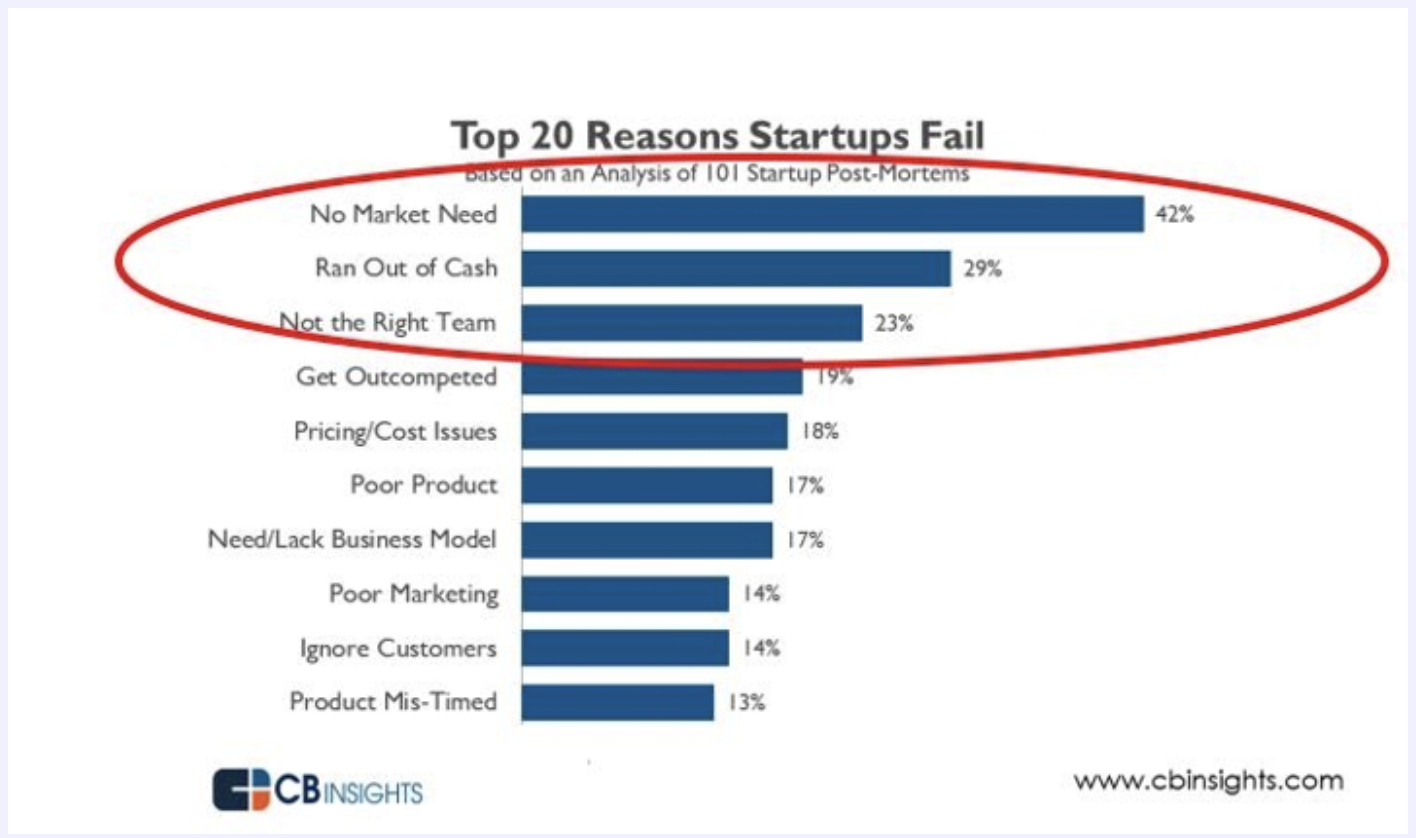 Top 20 Reasons Startups Fail
Based on an Analysis of 101 Startup Post-Mortems
No Market Need 42%
Ran Out of Cash 29%
Not the Right Team 23%
Get Outcompeted 19%
Pricing/Cost Issues 18%
Poor Product 17%
Need/Lack Business Model 17%
Poor Marketing 14%
Ignore Customers 14%
Product Mis-Timed 13%
CBINSIGHTS
www.cbinsights.com